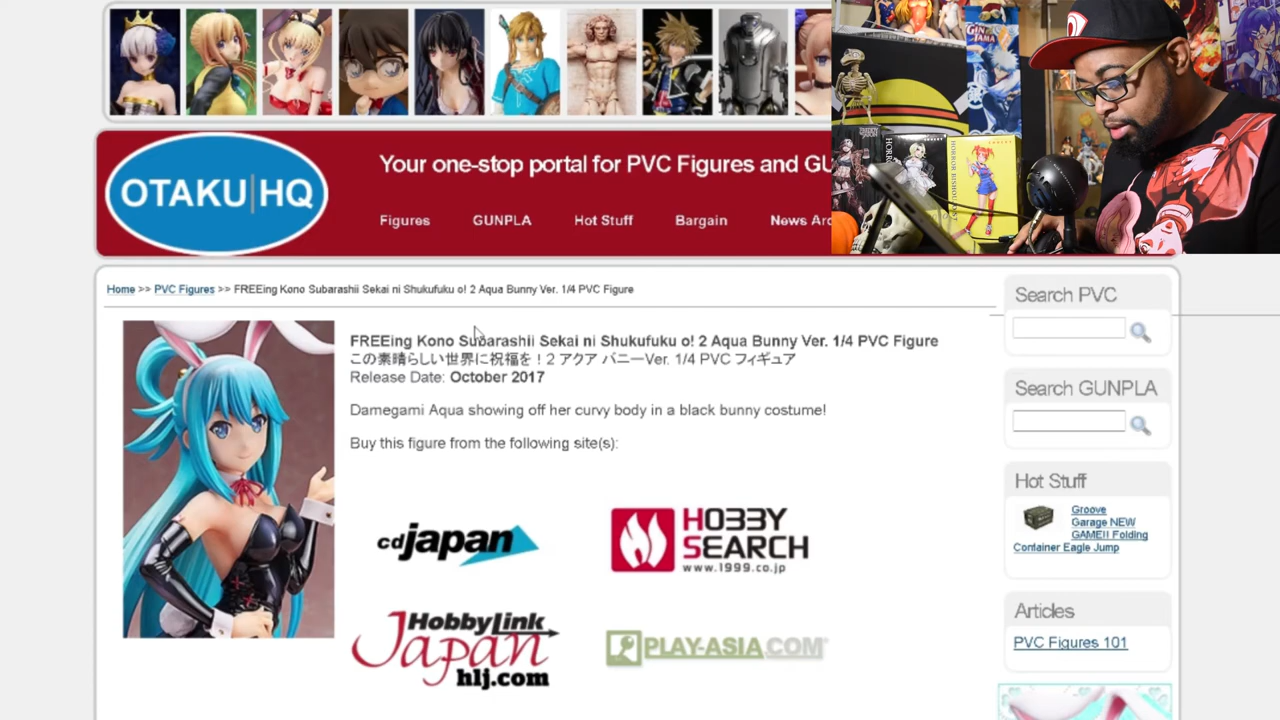 GIN
TAMA
OTAKU|HQ
Your one-stop portal for PVC Figures and GU
Figures GUNPLA Hot Stuff Bargain News Arc
Home >> PVC Figures >> FREEing Kono Subarashii Sekai ni Shukufuku o! 2 Aqua Bunny Ver. 1/4 PVC Figure
FREEing Kono Subarashii Sekai ni Shukufuku o! 2 Aqua Bunny Ver. 1/4 PVC Figure
この素晴らしい世界に祝福を！2 アクア バニーVer. 1/4 PVC フィギュア
Release Date: October 2017
Damegami Aqua showing off her curvy body in a black bunny costume!
Buy this figure from the following site(s):
cdjapan
HOBBY
SEARCH
www.1999.co.jp
HobbyLink
Japan
hlj.com
PLAY-ASIA.COM
Search PVC
Search GUNPLA
Hot Stuff
Groove
Garage NEW
GAME!! Folding
Container Eagle Jump
Articles
PVC Figures 101
HORROR BISHOUJO